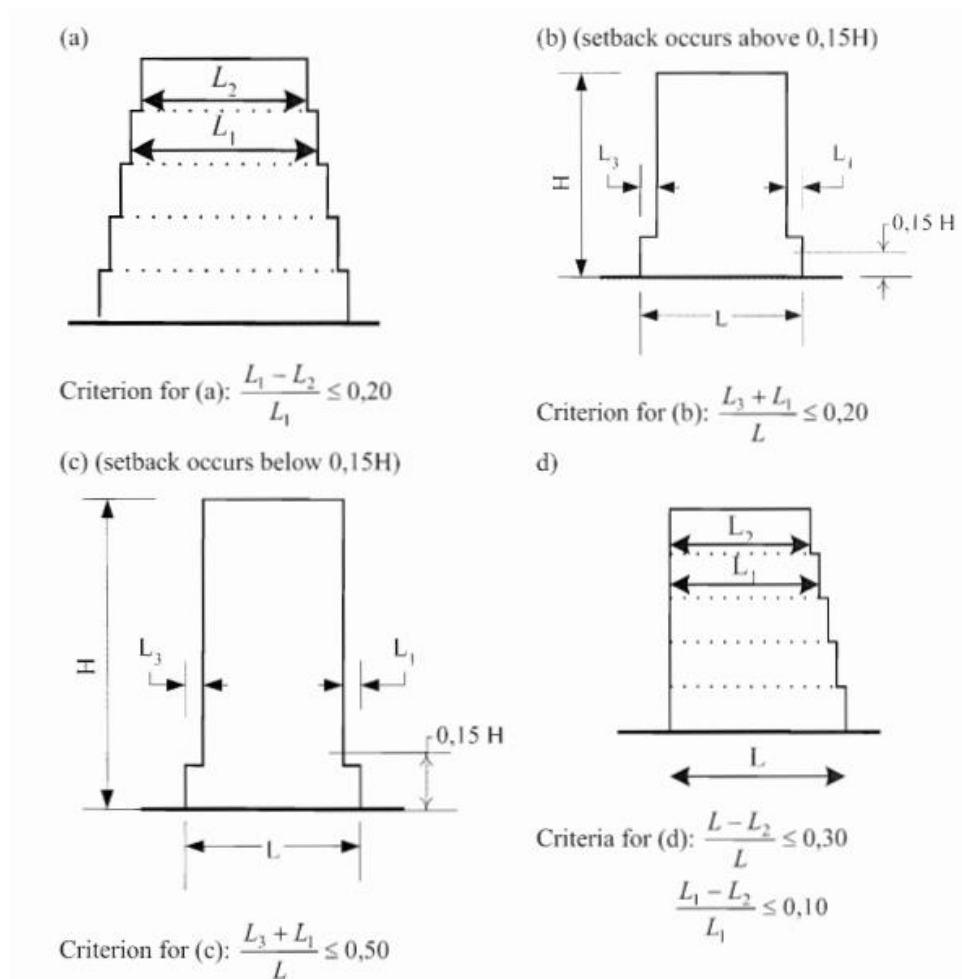 (a)
L₂
L₁
Criterion for (a): (L₁ − L₂) / L₁ ≤ 0,20
(b) (setback occurs above 0,15H)
H
L₃
L₁
0,15 H
L
Criterion for (b): (L₃ + L₁) / L ≤ 0,20
(c) (setback occurs below 0,15H)
H
L₃
L₁
0,15 H
L
Criterion for (c): (L₃ + L₁) / L ≤ 0,50
d)
L₂
L₁
L
Criteria for (d): (L − L₂) / L ≤ 0,30
(L₁ − L₂) / L₁ ≤ 0,10